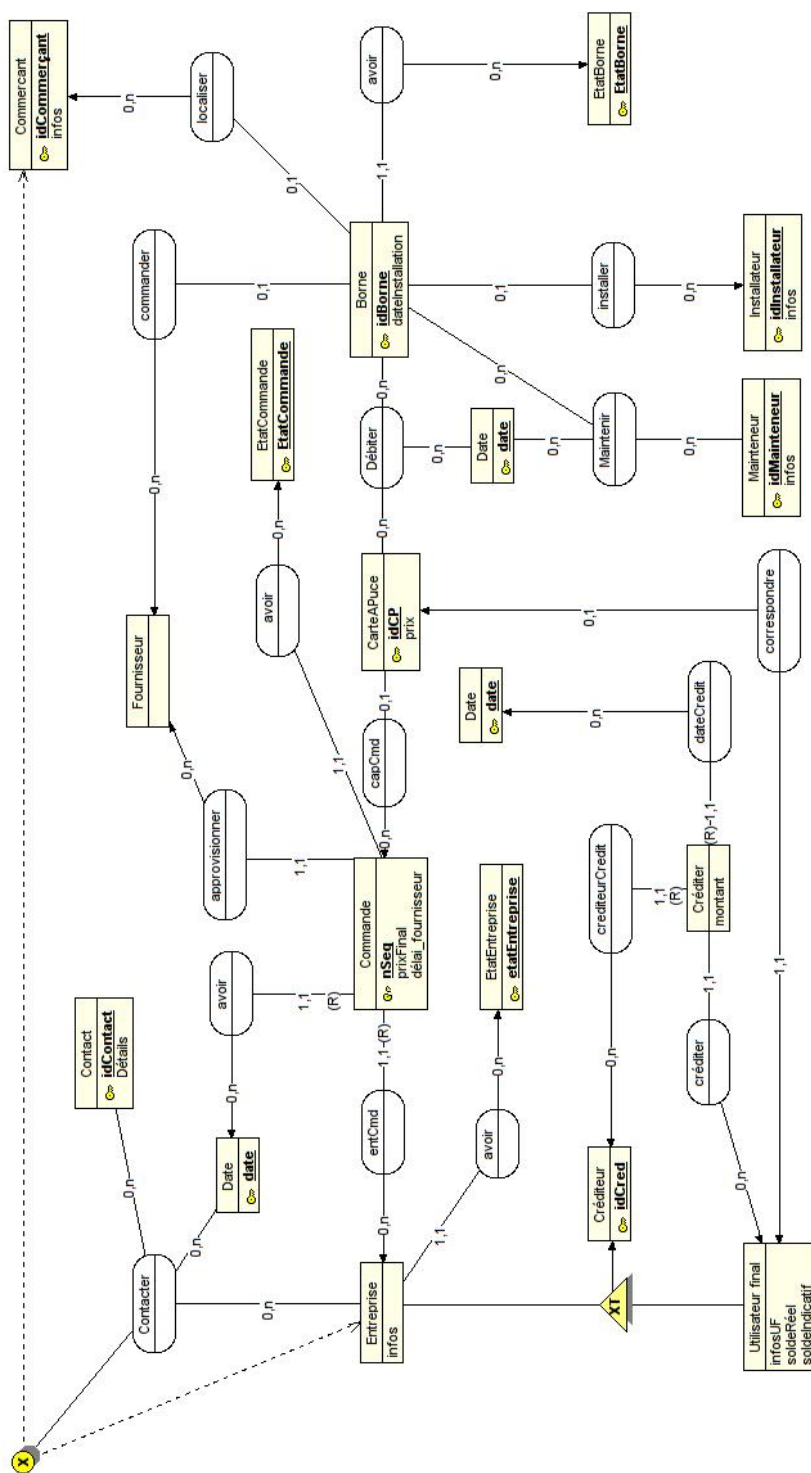 X
Contacter
0,n
0,n
0,n
Contact
idContact
Détails
Date
date
0,n
avoir
1,1
(R)
approvisionner
0,n
1,1
Fournisseur
0,n
commander
0,1
localiser
0,n
0,1
Commerçant
idCommerçant
infos
EtatCommande
EtatCommande
0,n
avoir
1,1
Entreprise
infos
0,n
entCmd
1,1-(R)
Commande
nSeq
prixFinal
délai_fournisseur
0,n
capCmd
0,1
CarteAPuce
idCP
prix
0,n
Débiter
0,n
Borne
idBorne
dateInstallation
1,1
avoir
0,n
EtatBorne
EtatBorne
1,1
avoir
0,n
EtatEntreprise
etatEntreprise
Date
date
0,n
Date
date
0,n
0,n
0,n
Maintenir
0,n
Mainteneur
idMainteneur
infos
0,1
installer
0,n
Installateur
idInstallateur
infos
XT
Créditeur
idCred
0,n
crediteurCredit
1,1
(R)
dateCredit
0,n
(R)-1,1
Créditer
montant
1,1
créditer
0,n
Utilisateur final
infosUF
soldeRéel
soldeIndicatif
1,1
correspondre
0,1